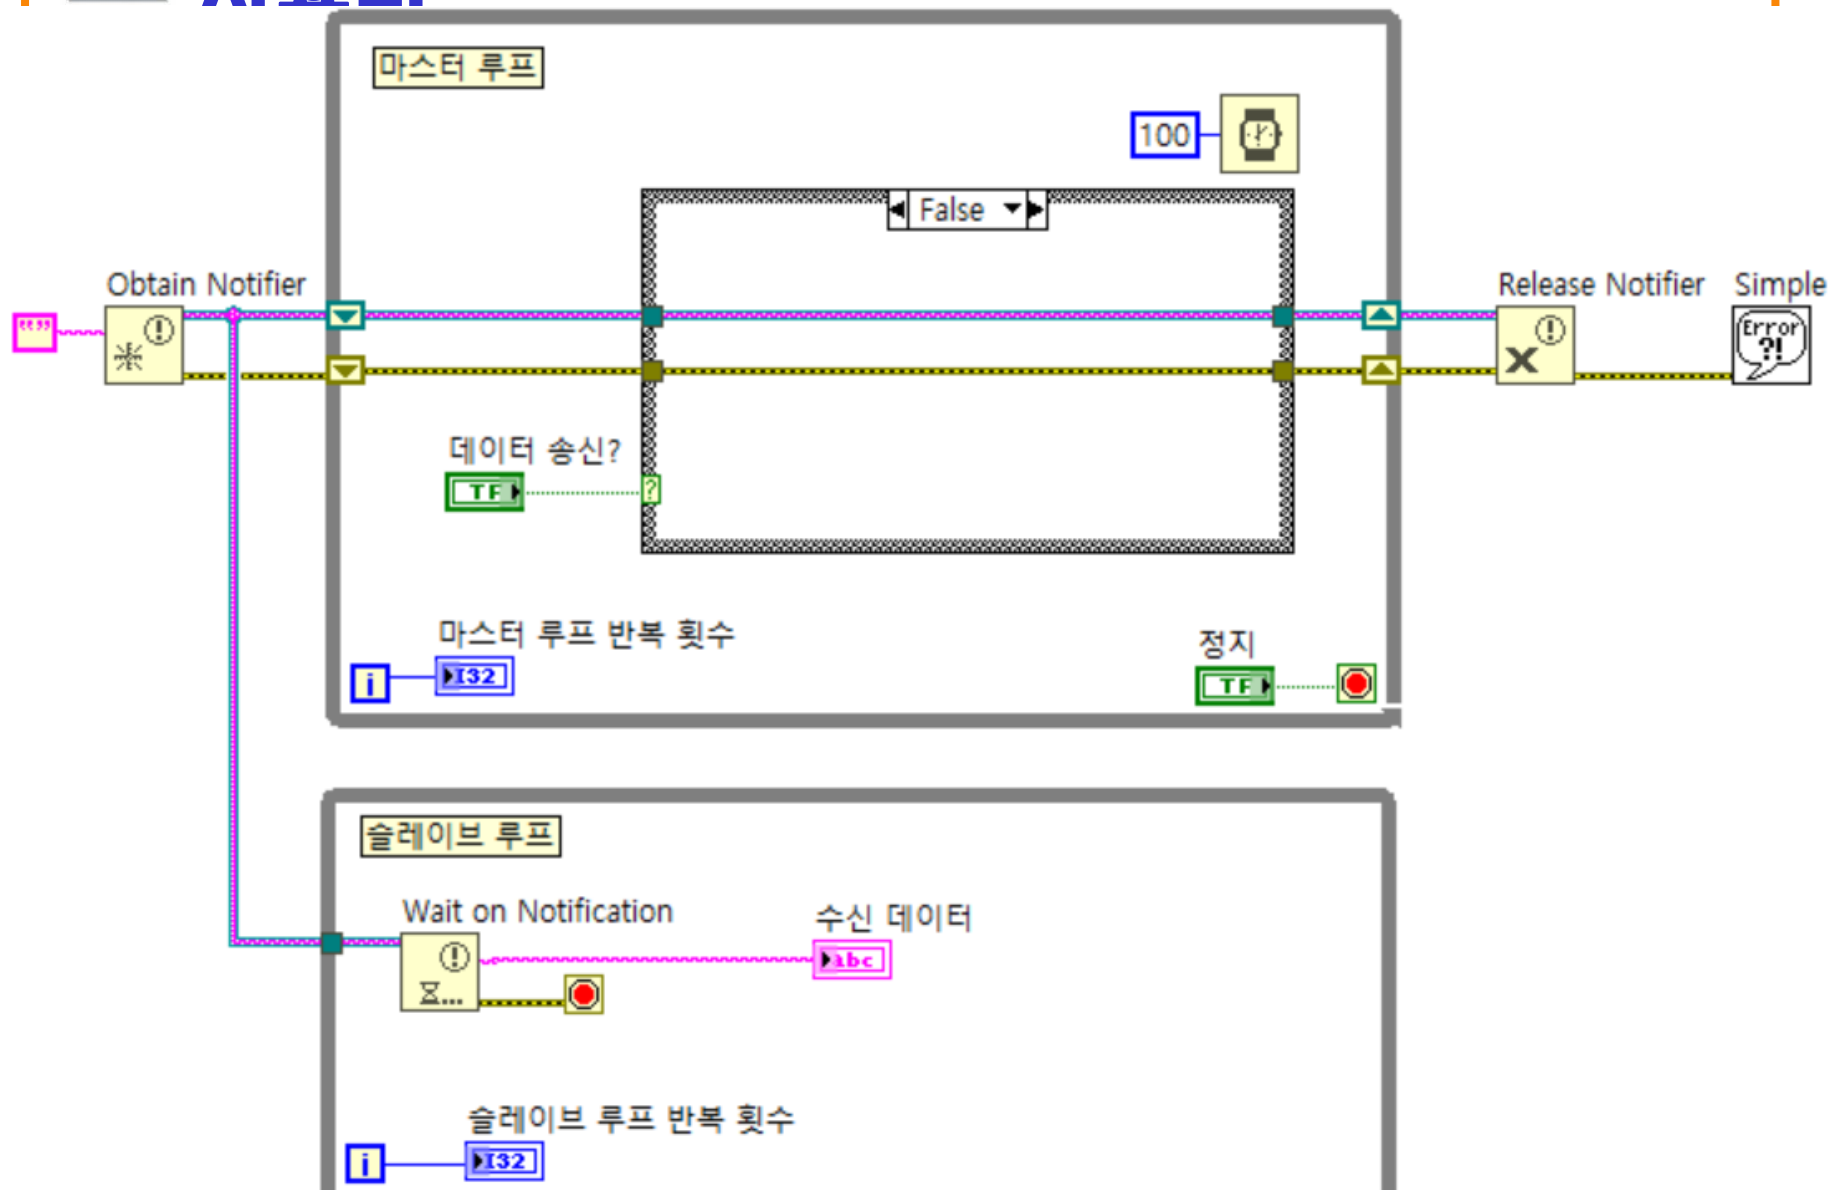 마스터 루프
100
False
Obtain Notifier
Release Notifier
Simple
Error
?!
데이터 송신?
TF
?
마스터 루프 반복 횟수
정지
i
I32
TF
슬레이브 루프
Wait on Notification
수신 데이터
abc
슬레이브 루프 반복 횟수
i
I32